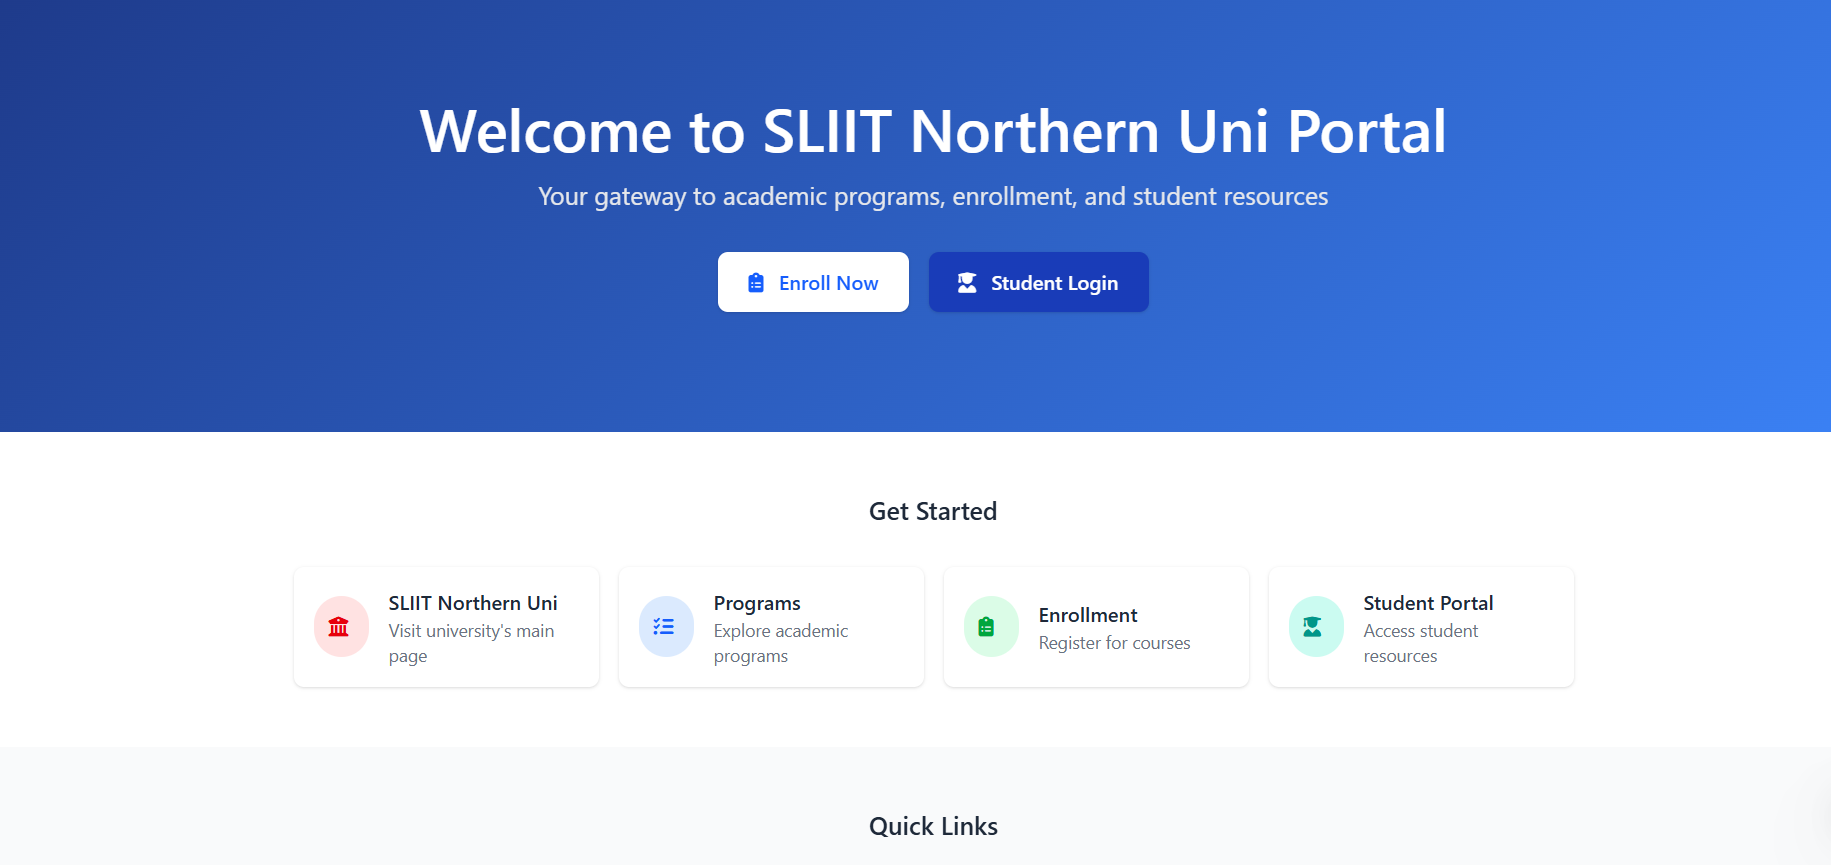 Welcome to SLIIT Northern Uni Portal
Your gateway to academic programs, enrollment, and student resources
Enroll Now
Student Login
Get Started
SLIIT Northern Uni
Visit university's main
page
Programs
Explore academic
programs
Enrollment
Register for courses
Student Portal
Access student
resources
Quick Links